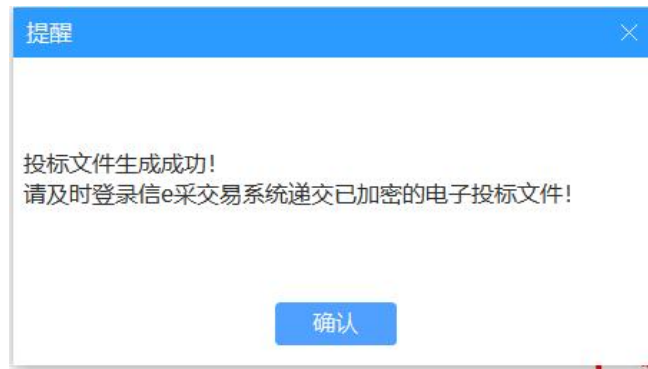 提醒
投标文件生成成功!
请及时登录信e采交易系统递交已加密的电子投标文件!
确认